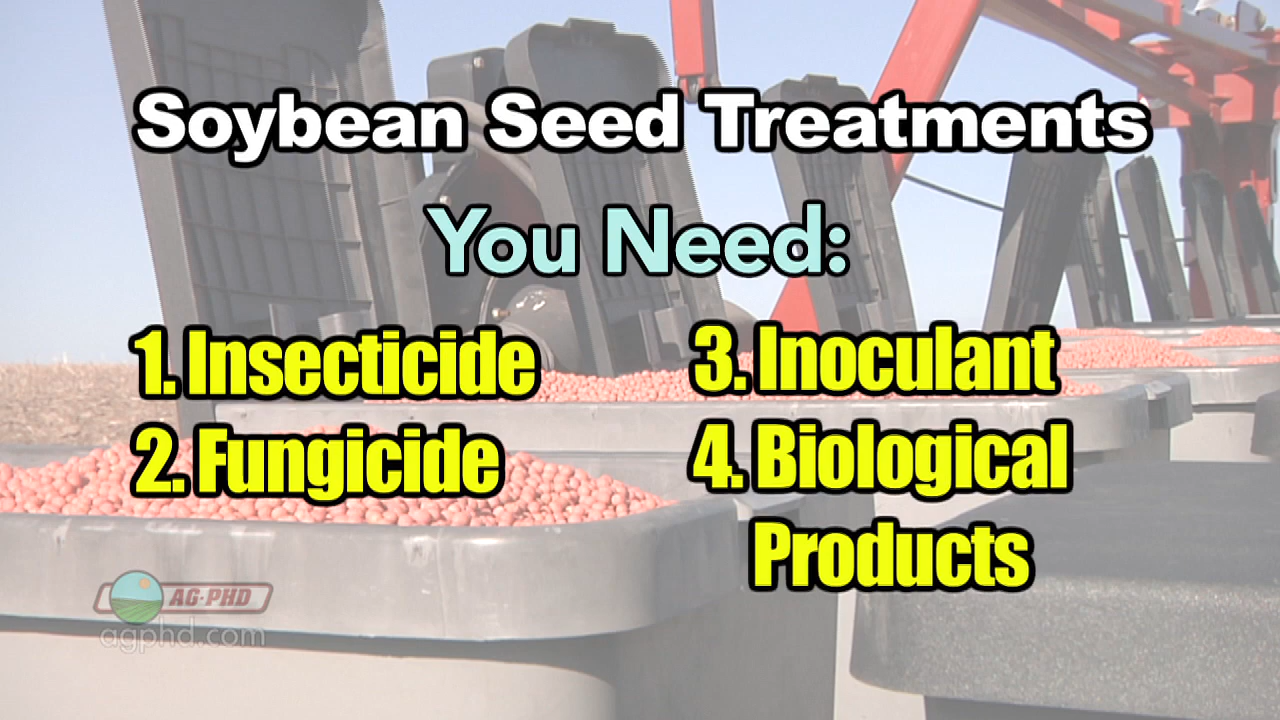 Soybean Seed Treatments
You Need:
1. Insecticide
2. Fungicide
3. Inoculant
4. Biological
Products
AG·PHD
agphd.com